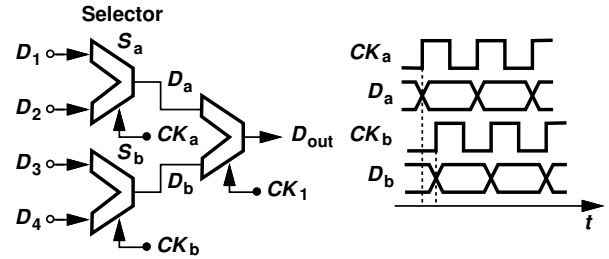 Selector
D1
Sa
Da
D2
CKa
Dout
D3
Sb
Db
CK1
D4
CKb
CKa
Da
CKb
Db
t